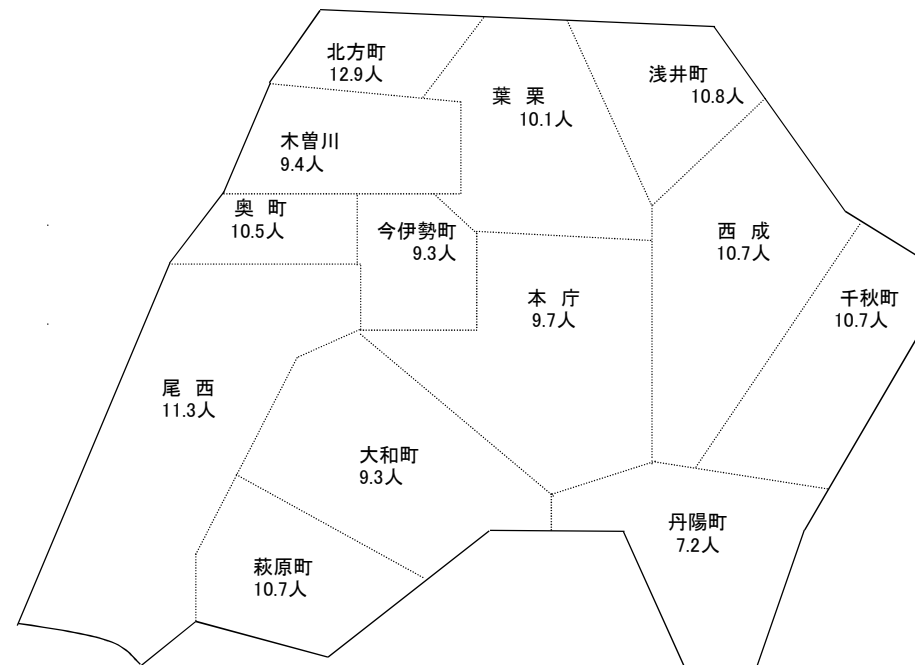 北方町
12.9人
浅井町
10.8人
葉 栗
10.1人
木曽川
9.4人
奥 町
10.5人
今伊勢町
9.3人
西 成
10.7人
本 庁
9.7人
千秋町
10.7人
尾 西
11.3人
大和町
9.3人
丹陽町
7.2人
萩原町
10.7人